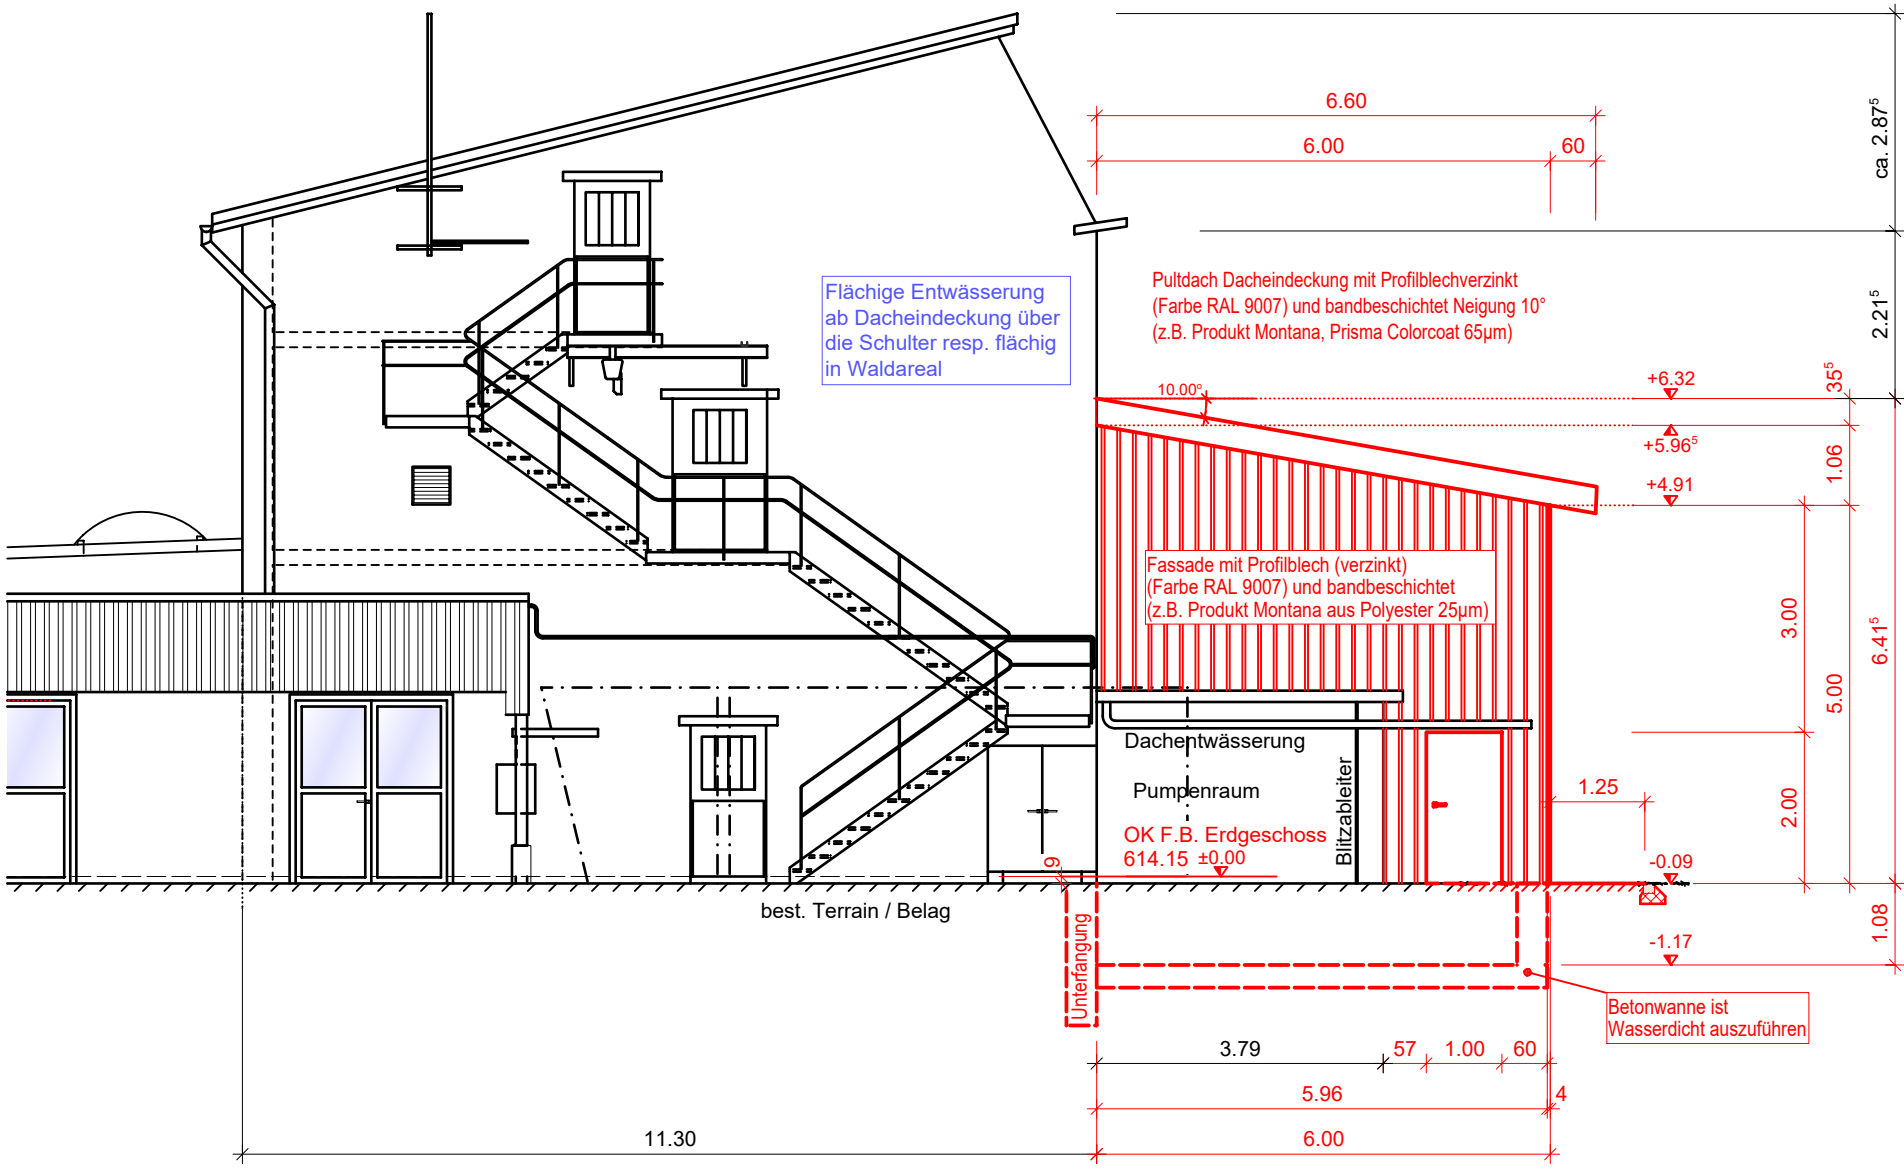 6.60
6.00
60
ca. 2.87⁵
2.21⁵
Flächige Entwässerung
ab Dacheindeckung über
die Schulter resp. flächig
in Waldareal
Pultdach Dacheindeckung mit Profilblechverzinkt
(Farbe RAL 9007) und bandbeschichtet Neigung 10°
(z.B. Produkt Montana, Prisma Colorcoat 65µm)
10.00°
+6.32
35⁵
+5.96⁵
1.06
+4.91
Fassade mit Profilblech (verzinkt)
(Farbe RAL 9007) und bandbeschichtet
(z.B. Produkt Montana aus Polyester 25µm)
3.00
6.41⁵
5.00
Dachentwässerung
Pumpenraum
Blitzableiter
1.25
2.00
OK F.B. Erdgeschoss
614.15 ±0.00
9
-0.09
best. Terrain / Belag
Unterfangung
1.08
-1.17
Betonwanne ist
Wasserdicht auszuführen
3.79
57
1.00
60
5.96
4
11.30
6.00